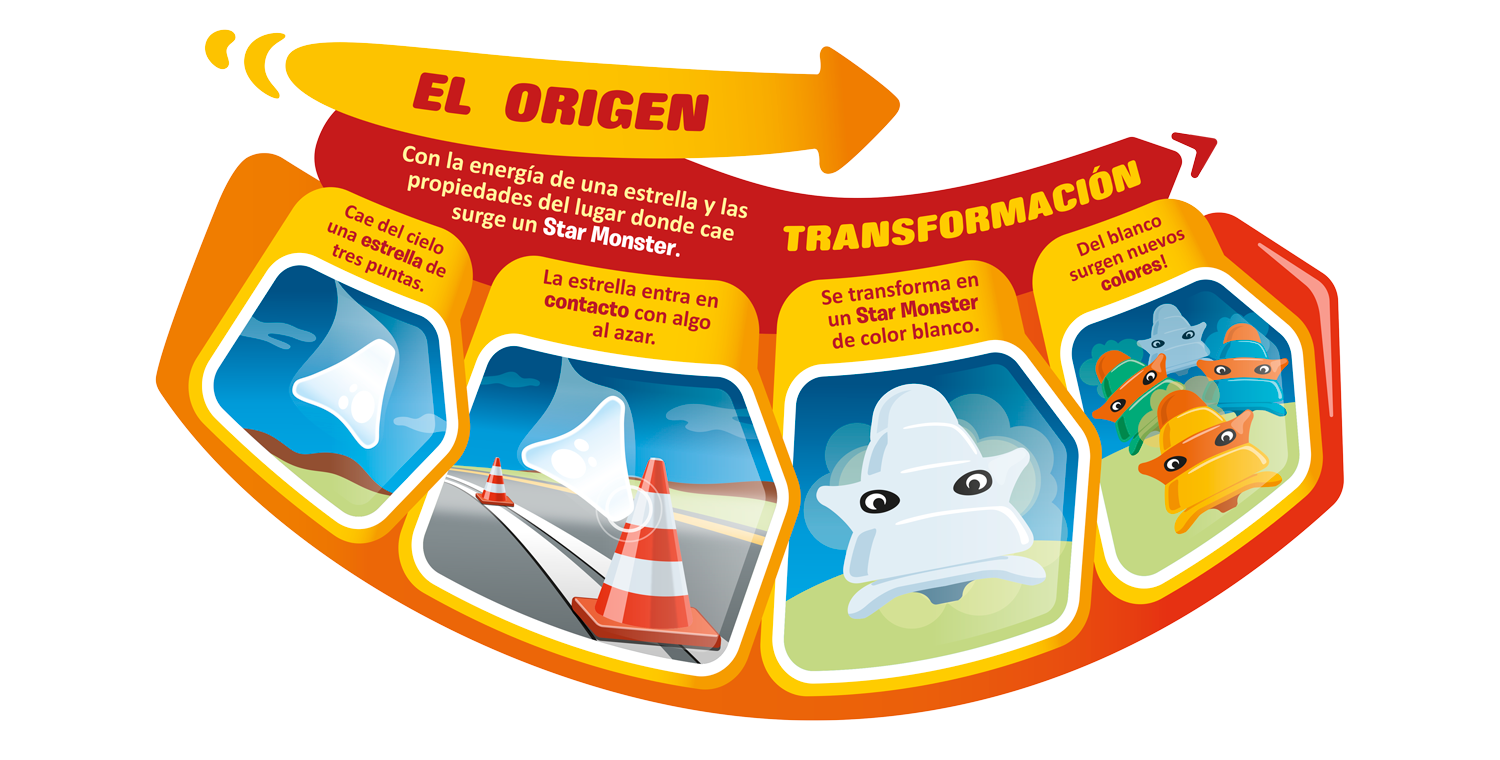 EL ORIGEN
Con la energía de una estrella y las
propiedades del lugar donde cae
surge un Star Monster.
TRANSFORMACIÓN
Cae del cielo
una estrella de
tres puntas.
La estrella entra en
contacto con algo
al azar.
Se transforma en
un Star Monster
de color blanco.
Del blanco
surgen nuevos
colores!